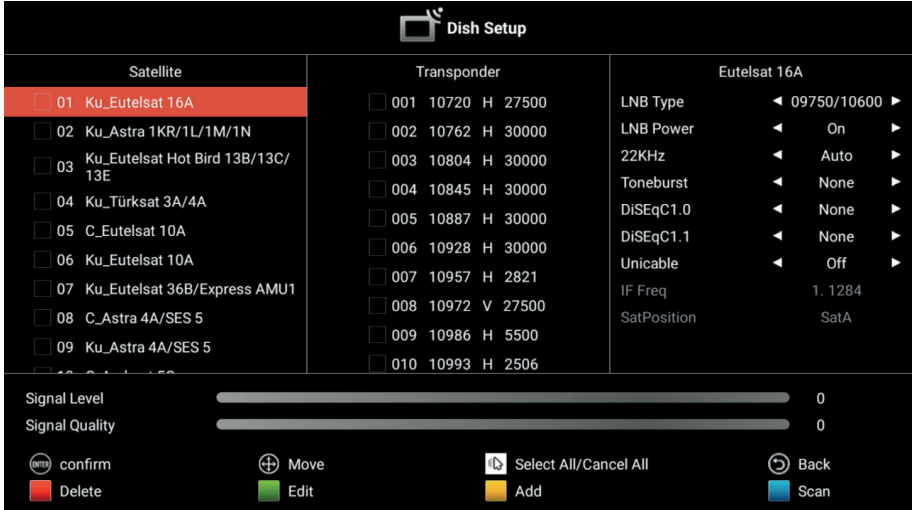 Dish Setup
Satellite
01 Ku_Eutelsat 16A
02 Ku_Astra 1KR/1L/1M/1N
03 Ku_Eutelsat Hot Bird 13B/13C/
13E
04 Ku_Türksat 3A/4A
05 C_Eutelsat 10A
06 Ku_Eutelsat 10A
07 Ku_Eutelsat 36B/Express AMU1
08 C_Astra 4A/SES 5
09 Ku_Astra 4A/SES 5
Transponder
001 10720 H 27500
002 10762 H 30000
003 10804 H 30000
004 10845 H 30000
005 10887 H 30000
006 10928 H 30000
007 10957 H 2821
008 10972 V 27500
009 10986 H 5500
010 10993 H 2506
Eutelsat 16A
LNB Type ◄ 09750/10600 ►
LNB Power ◄ On ►
22KHz ◄ Auto ►
Toneburst ◄ None ►
DiSEqC1.0 ◄ None ►
DiSEqC1.1 ◄ None ►
Unicable ◄ Off ►
IF Freq 1. 1284
SatPosition SatA
Signal Level 0
Signal Quality 0
ENTER confirm Move Select All/Cancel All Back
Delete Edit Add Scan